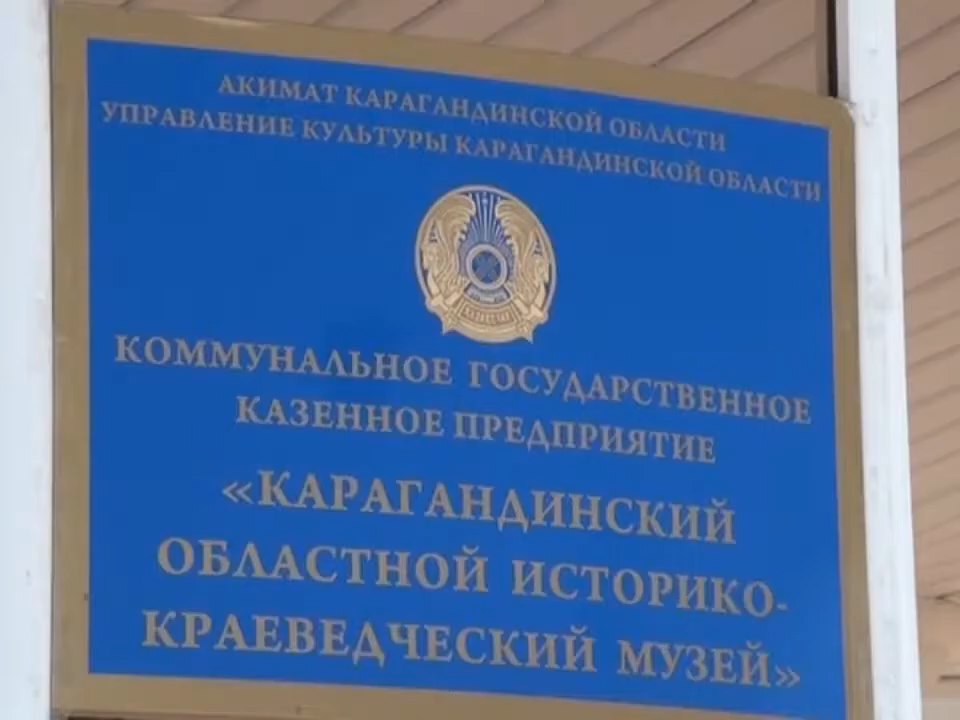 АКИМАТ КАРАГАНДИНСКОЙ ОБЛАСТИ
УПРАВЛЕНИЕ КУЛЬТУРЫ КАРАГАНДИНСКОЙ ОБЛАСТИ
КОММУНАЛЬНОЕ ГОСУДАРСТВЕННОЕ
КАЗЕННОЕ ПРЕДПРИЯТИЕ
«КАРАГАНДИНСКИЙ
ОБЛАСТНОЙ ИСТОРИКО-
КРАЕВЕДЧЕСКИЙ МУЗЕЙ»